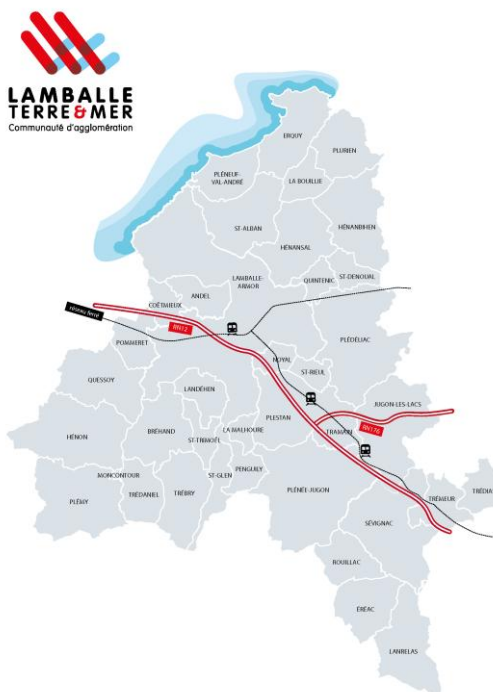 LAMBALLE
TERRE&MER
Communauté d'agglomération
ERQUY
PLURIEN
PLÉNEUF-
VAL-ANDRÉ
LA BOUILLIE
ST-ALBAN
HÉNANBIHEN
HÉNANSAL
LAMBALLE-
ARMOR
QUINTENIC
ST-DENOUAL
ANDEL
COËTMIEUX
réseau ferré
RN12
POMMERET
NOYAL
PLÉDÉLIAC
ST-RIEUL
QUESSOY
LANDÉHEN
JUGON-LES-LACS
PLESTAN
HÉNON
BRÉHAND
LA MALHOURE
TRAMAIN
RN176
ST-TRIMOËL
PENGUILY
MONCONTOUR
ST-GLEN
PLÉMY
TRÉDANIEL
TRÉBRY
PLÉNÉE-JUGON
TRÉMEUR
TRÉDIA
SÉVIGNAC
ROUILLAC
ÉRÉAC
LANRELAS